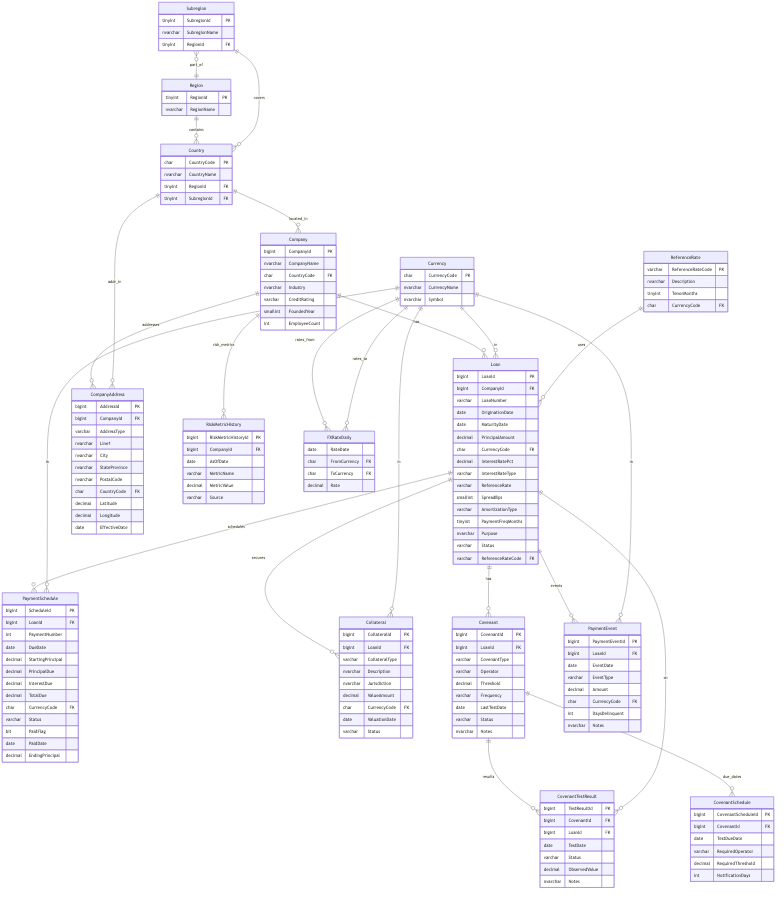 Subregion
tinyint SubregionId PK
nvarchar SubregionName
tinyint RegionId FK
part_of
covers
Region
tinyint RegionId PK
nvarchar RegionName
contains
Country
char CountryCode PK
nvarchar CountryName
tinyint RegionId FK
tinyint SubregionId FK
located_in
addr_in
Company
bigint CompanyId PK
nvarchar CompanyName
char CountryCode FK
nvarchar Industry
varchar CreditRating
smallint FoundedYear
int EmployeeCount
Currency
char CurrencyCode PK
nvarchar CurrencyName
nvarchar Symbol
ReferenceRate
varchar ReferenceRateCode PK
nvarchar Description
tinyint TenorMonths
char CurrencyCode FK
addresses
risk_metrics
rates_from
rates_to
has
in
uses
Loan
bigint LoanId PK
bigint CompanyId FK
varchar LoanNumber
date OriginationDate
date MaturityDate
decimal PrincipalAmount
char CurrencyCode FK
decimal InterestRatePct
varchar InterestRateType
varchar ReferenceRate
smallint SpreadBps
varchar AmortizationType
tinyint PaymentFreqMonths
nvarchar Purpose
varchar Status
varchar ReferenceRateCode FK
CompanyAddress
bigint AddressId PK
bigint CompanyId FK
varchar AddressType
nvarchar Line1
nvarchar City
nvarchar StateProvince
nvarchar PostalCode
char CountryCode FK
decimal Latitude
decimal Longitude
date EffectiveDate
RiskMetricHistory
bigint RiskMetricHistoryId PK
bigint CompanyId FK
date AsOfDate
varchar MetricName
decimal MetricValue
varchar Source
FXRateDaily
date RateDate
char FromCurrency FK
char ToCurrency FK
decimal Rate
in
in
in
schedules
secures
has
events
on
PaymentSchedule
bigint ScheduleId PK
bigint LoanId FK
int PaymentNumber
date DueDate
decimal StartingPrincipal
decimal PrincipalDue
decimal InterestDue
decimal TotalDue
char CurrencyCode FK
varchar Status
bit PaidFlag
date PaidDate
decimal EndingPrincipal
Collateral
bigint CollateralId PK
bigint LoanId FK
varchar CollateralType
nvarchar Description
nvarchar Jurisdiction
decimal ValueAmount
char CurrencyCode FK
date ValuationDate
varchar Status
Covenant
bigint CovenantId PK
bigint LoanId FK
varchar CovenantType
varchar Operator
decimal Threshold
varchar Frequency
date LastTestDate
varchar Status
nvarchar Notes
PaymentEvent
bigint PaymentEventId PK
bigint LoanId FK
date EventDate
varchar EventType
decimal Amount
char CurrencyCode FK
int DaysDelinquent
nvarchar Notes
results
due_dates
CovenantTestResult
bigint TestResultId PK
bigint CovenantId FK
bigint LoanId FK
date TestDate
varchar Status
decimal ObservedValue
nvarchar Notes
CovenantSchedule
bigint CovenantScheduleId PK
bigint CovenantId FK
date TestDueDate
varchar RequiredOperator
decimal RequiredThreshold
int NotificationDays